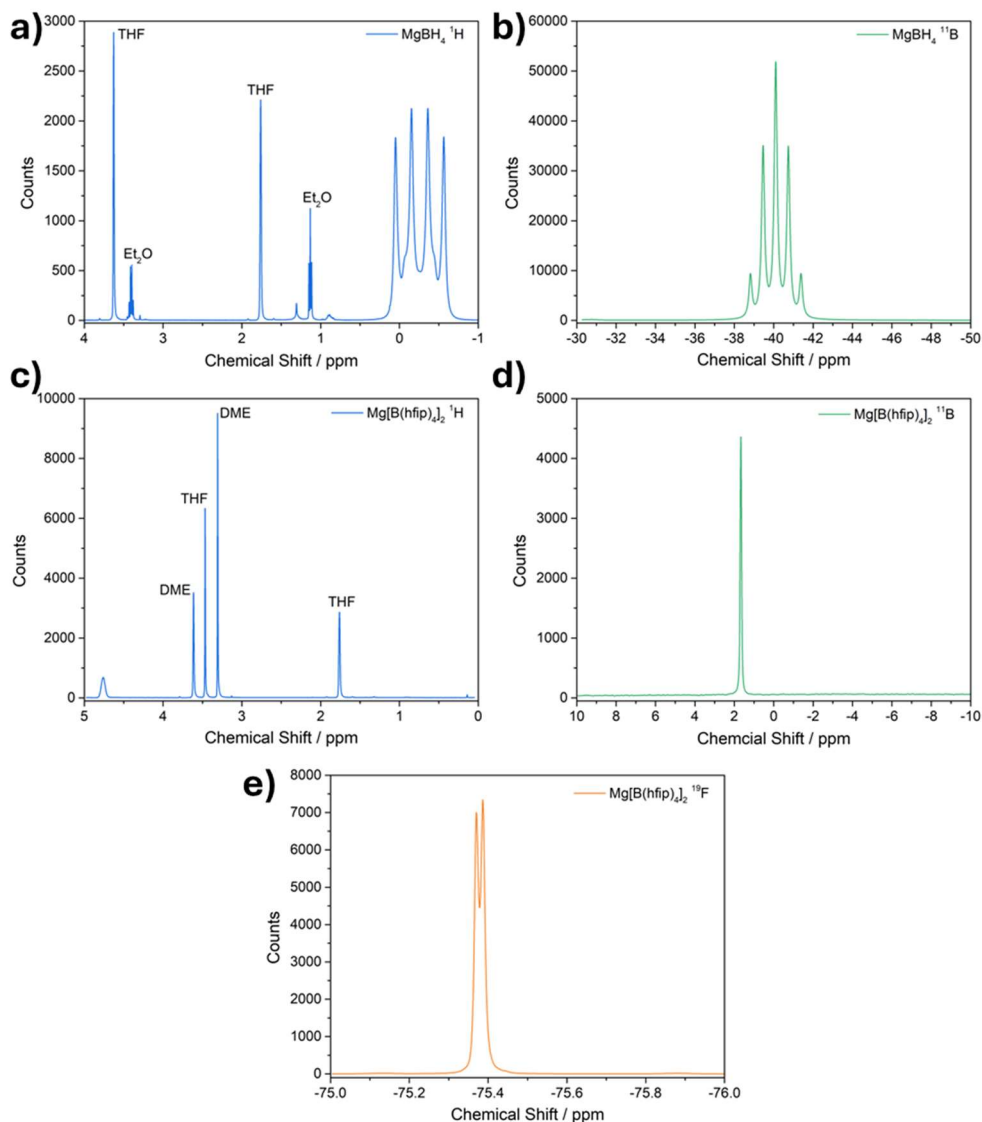 a)
MgBH₄ ¹H
THF
THF
Et₂O
Et₂O
3000
2500
2000
1500
1000
500
0
Counts
4 3 2 1 0 -1
Chemical Shift / ppm
b)
MgBH₄ ¹¹B
60000
50000
40000
30000
20000
10000
0
Counts
-30 -32 -34 -36 -38 -40 -42 -44 -46 -48 -50
Chemical Shift / ppm
c)
Mg[B(hfip)₄]₂ ¹H
DME
THF
DME
THF
10000
8000
6000
4000
2000
0
Counts
5 4 3 2 1 0
Chemical Shift / ppm
d)
Mg[B(hfip)₄]₂ ¹¹B
5000
4000
3000
2000
1000
0
Counts
10 8 6 4 2 0 -2 -4 -6 -8 -10
Chemcial Shift / ppm
e)
Mg[B(hfip)₄]₂ ¹⁹F
8000
7000
6000
5000
4000
3000
2000
1000
0
Counts
-75.0 -75.2 -75.4 -75.6 -75.8 -76.0
Chemical Shift / ppm